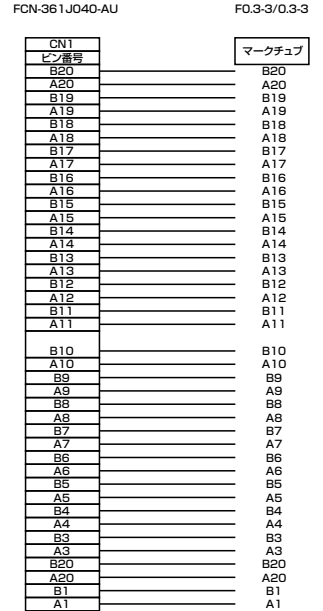 FCN-361J040-AU F0.3-3/0.3-3
CN1
ピン番号 マークチュブ
B20 B20
A20 A20
B19 B19
A19 A19
B18 B18
A18 A18
B17 B17
A17 A17
B16 B16
A16 A16
B15 B15
A15 A15
B14 B14
A14 A14
B13 B13
A13 A13
B12 B12
A12 A12
B11 B11
A11 A11
B10 B10
A10 A10
B9 B9
A9 A9
B8 B8
A8 A8
B7 B7
A7 A7
B6 B6
A6 A6
B5 B5
A5 A5
B4 B4
A4 A4
B3 B3
A3 A3
B20 B20
A20 A20
B1 B1
A1 A1